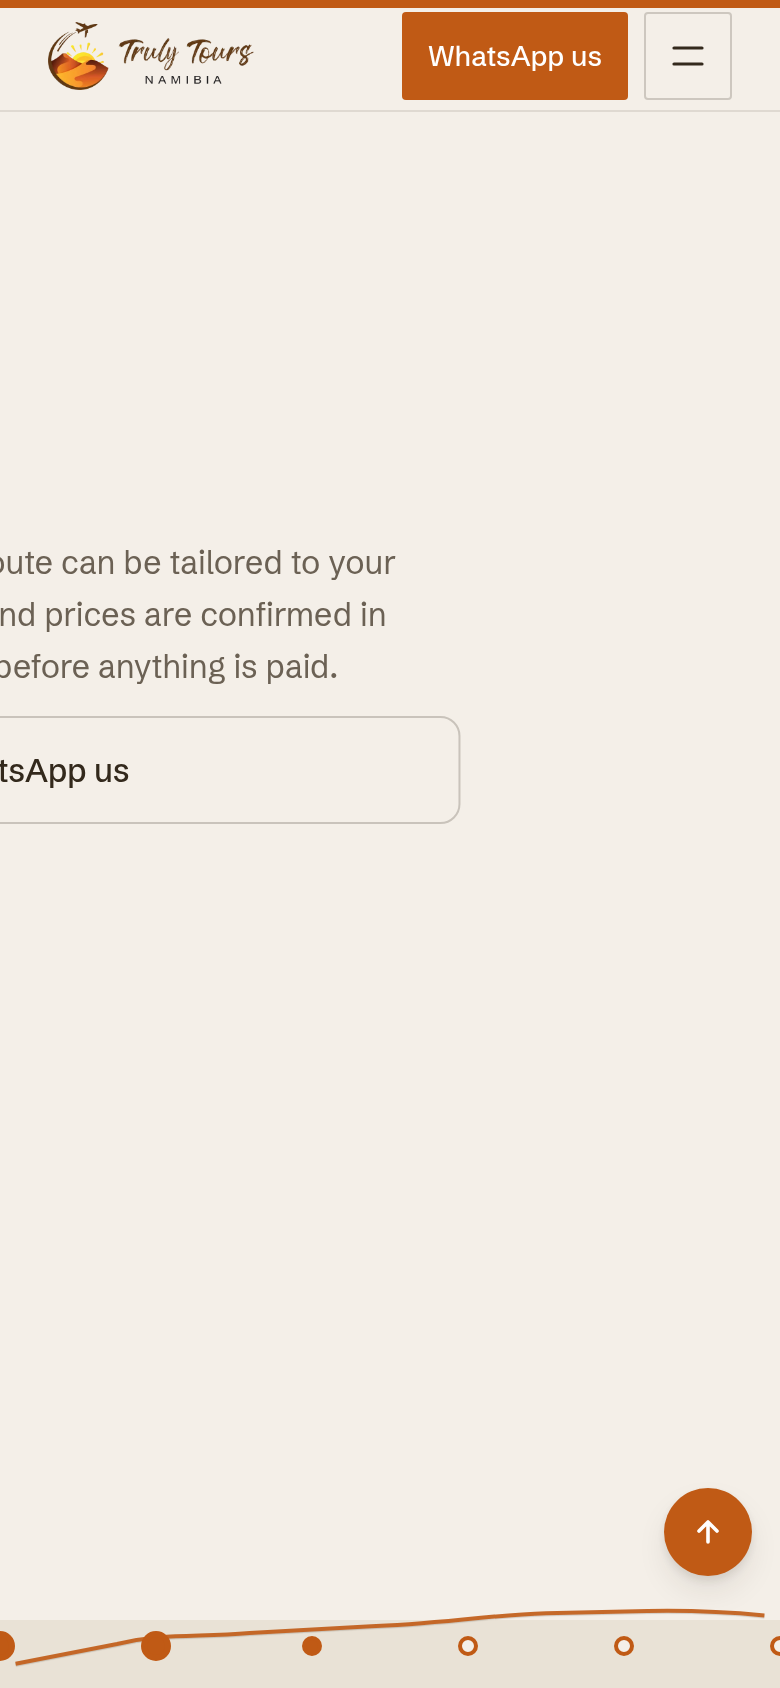 Truly Tours
NAMIBIA
WhatsApp us
oute can be tailored to your
nd prices are confirmed in
before anything is paid.
tsApp us